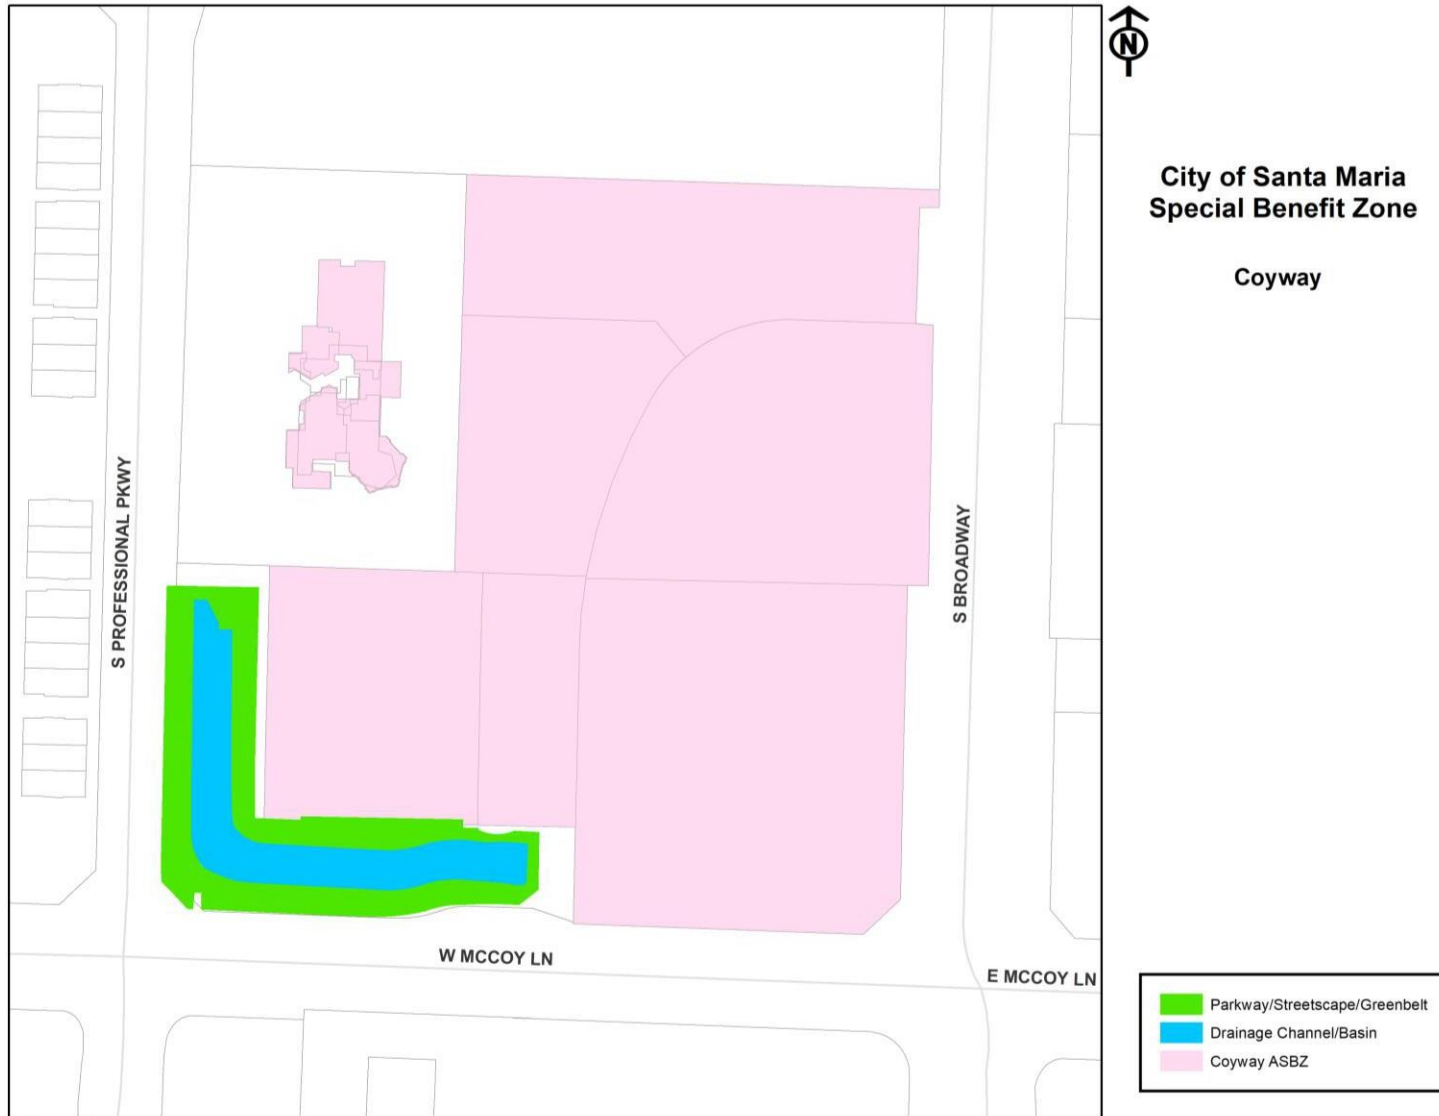 N
City of Santa Maria
Special Benefit Zone
Coyway
S PROFESSIONAL PKWY
S BROADWAY
W MCCOY LN
E MCCOY LN
Parkway/Streetscape/Greenbelt
Drainage Channel/Basin
Coyway ASBZ